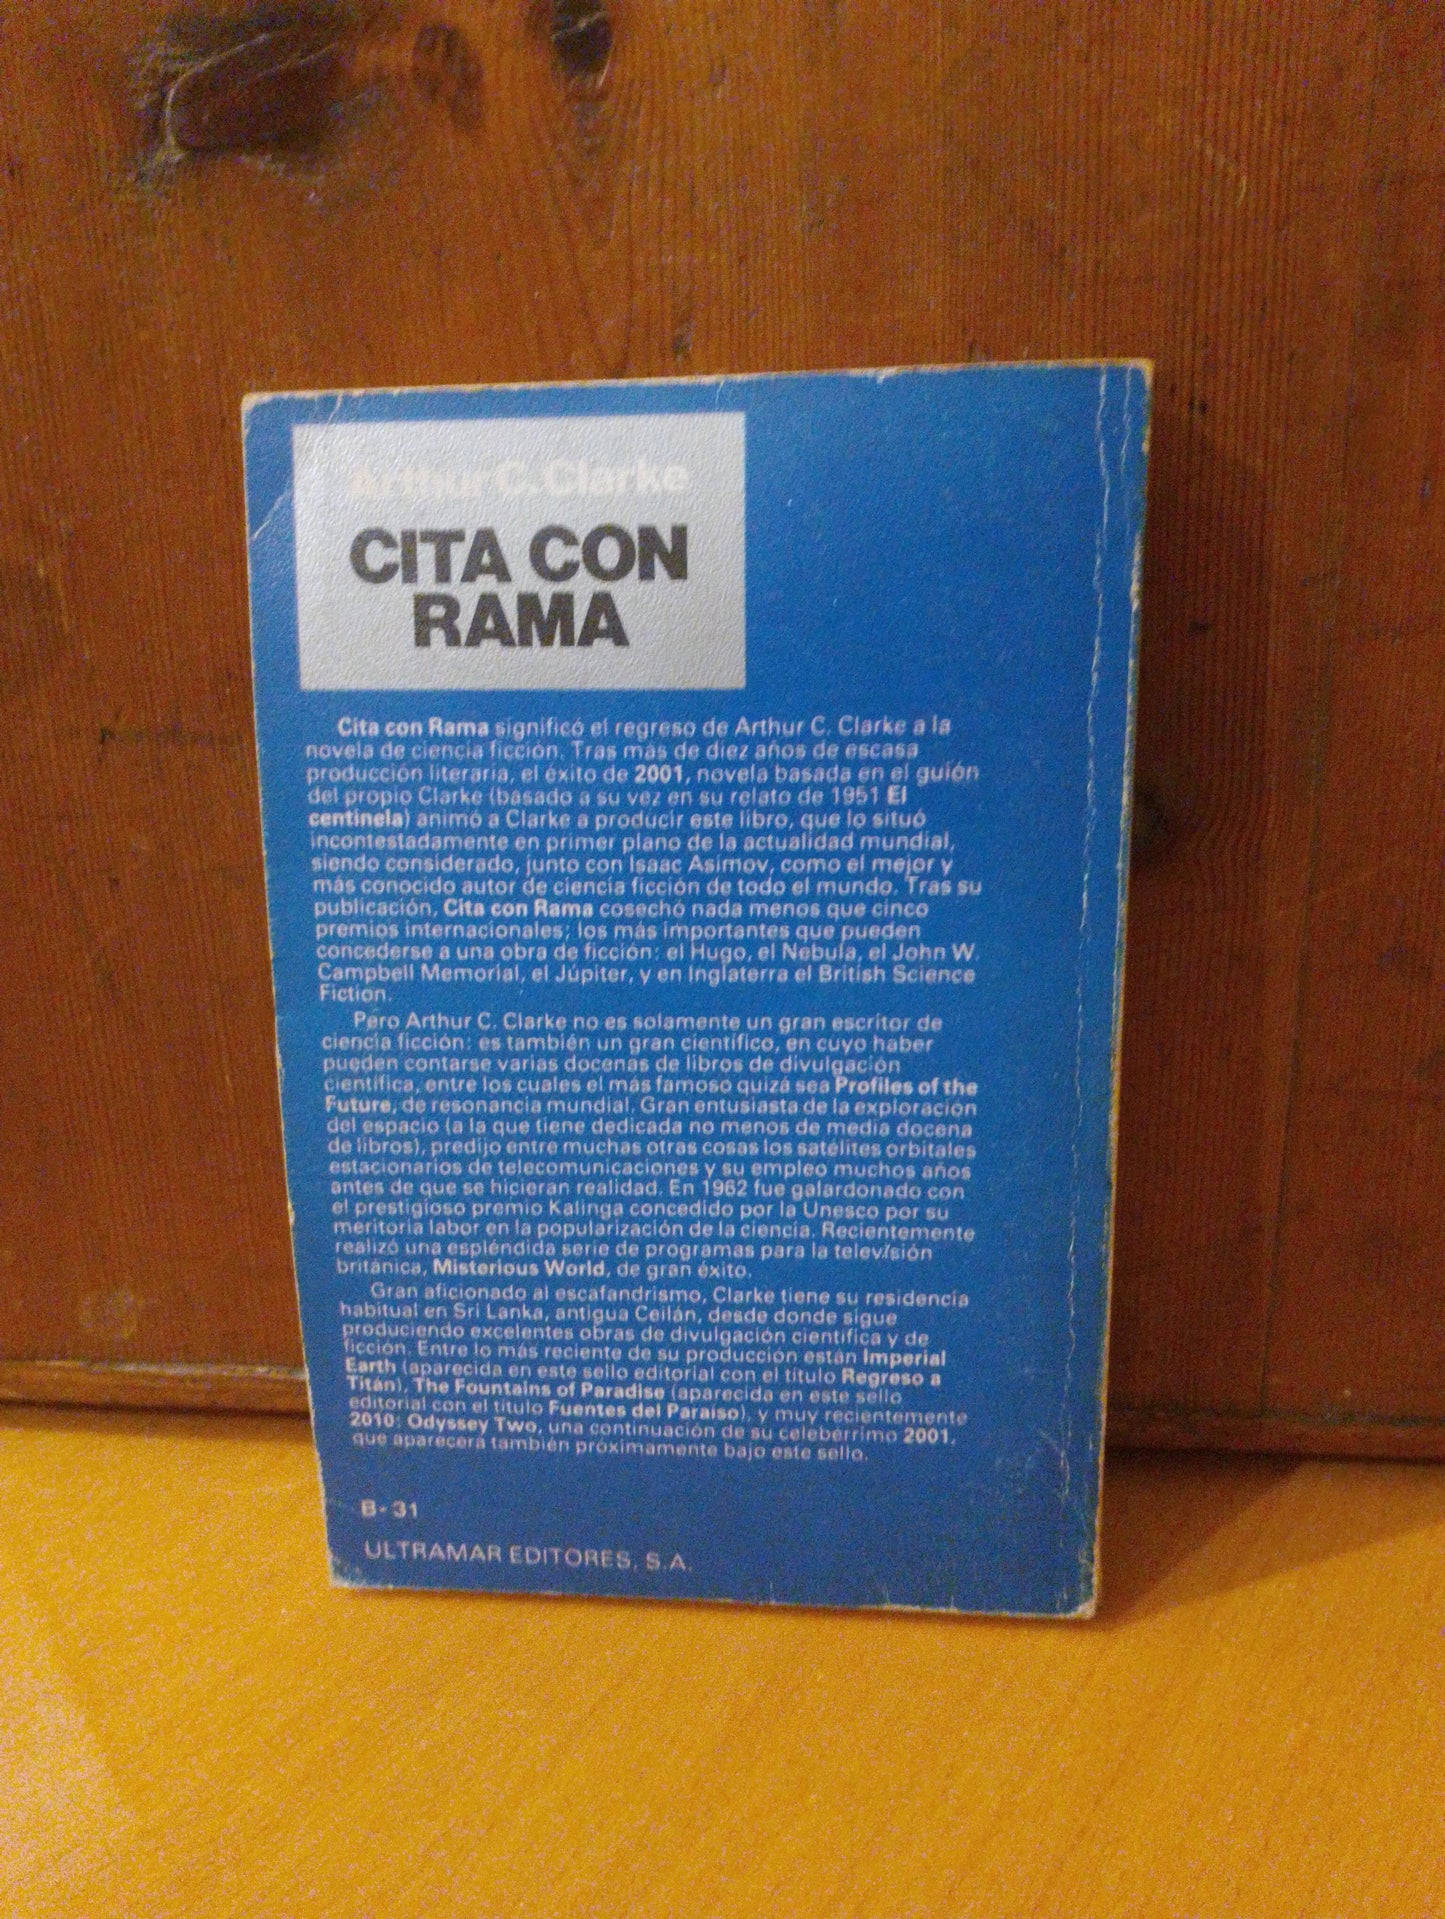 Arthur C. Clarke
CITA CON
RAMA
Cita con Rama significó el regreso de Arthur C. Clarke a la
novela de ciencia ficción. Tras más de diez años de escasa
producción literaria, el éxito de 2001, novela basada en el guión
del propio Clarke (basado a su vez en su relato de 1951 El
centinela) animó a Clarke a producir este libro, que lo situó
incontestadamente en primer plano de la actualidad mundial,
siendo considerado, junto con Isaac Asimov, como el mejor y
más conocido autor de ciencia ficción de todo el mundo. Tras su
publicación, Cita con Rama cosechó nada menos que cinco
premios internacionales; los más importantes que pueden
concederse a una obra de ficción: el Hugo, el Nebula, el John W.
Campbell Memorial, el Júpiter, y en Inglaterra el British Science
Fiction.
Pero Arthur C. Clarke no es solamente un gran escritor de
ciencia ficción: es también un gran científico, en cuyo haber
pueden contarse varias docenas de libros de divulgación
científica, entre los cuales el más famoso quizá sea Profiles of the
Future, de resonancia mundial. Gran entusiasta de la exploración
del espacio (a la que tiene dedicada no menos de media docena
de libros), predijo entre muchas otras cosas los satélites orbitales
estacionarios de telecomunicaciones y su empleo muchos años
antes de que se hicieran realidad. En 1962 fue galardonado con
el prestigioso premio Kalinga concedido por la Unesco por su
meritoria labor en la popularización de la ciencia. Recientemente
realizó una espléndida serie de programas para la televisión
británica, Misterious World, de gran éxito.
Gran aficionado al escafandrismo, Clarke tiene su residencia
habitual en Sri Lanka, antigua Ceilán, desde donde sigue
produciendo excelentes obras de divulgación científica y de
ficción. Entre lo más reciente de su producción están Imperial
Earth (aparecida en este sello editorial con el título Regreso a
Titán), The Fountains of Paradise (aparecida en este sello
editorial con el título Fuentes del Paraíso), y muy recientemente
2010: Odyssey Two, una continuación de su celebérrimo 2001,
que aparecerá también próximamente bajo este sello.
B-31
ULTRAMAR EDITORES, S.A.